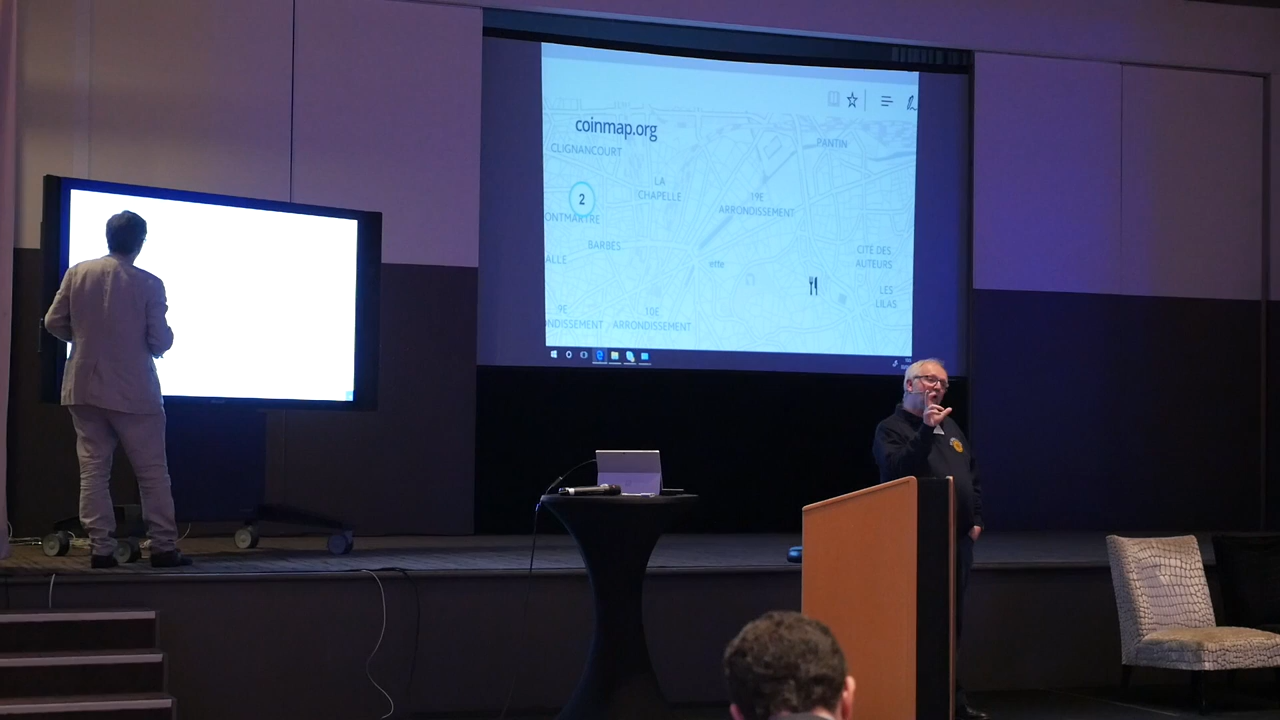 coinmap.org
CLIGNANCOURT
PANTIN
LA
CHAPELLE
19E
ARRONDISSEMENT
2
ONTMARTRE
BARBES
ALLE
ette
CITE DES
AUTEURS
LES
LILAS
9E
ONDISSEMENT
10E
ARRONDISSEMENT